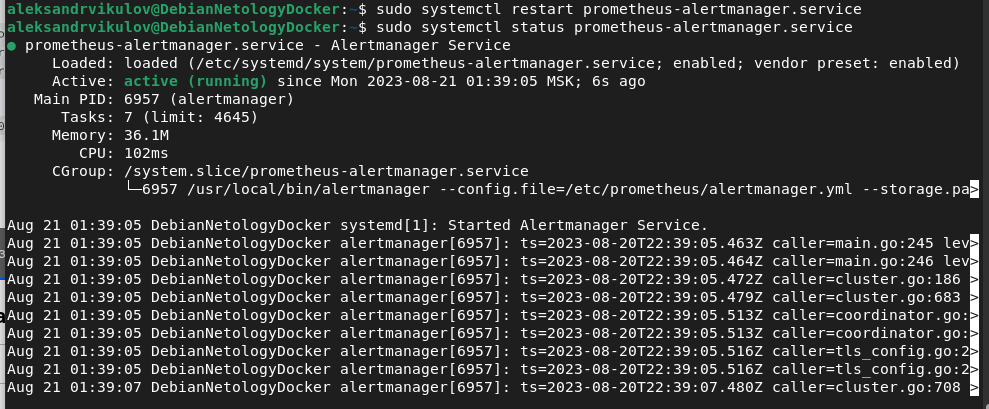 aleksandrvikulov@DebianNetologyDocker:~$ sudo systemctl restart prometheus-alertmanager.service
aleksandrvikulov@DebianNetologyDocker:~$ sudo systemctl status prometheus-alertmanager.service
● prometheus-alertmanager.service - Alertmanager Service
     Loaded: loaded (/etc/systemd/system/prometheus-alertmanager.service; enabled; vendor preset: enabled)
     Active: active (running) since Mon 2023-08-21 01:39:05 MSK; 6s ago
   Main PID: 6957 (alertmanager)
      Tasks: 7 (limit: 4645)
     Memory: 36.1M
        CPU: 102ms
     CGroup: /system.slice/prometheus-alertmanager.service
             └─6957 /usr/local/bin/alertmanager --config.file=/etc/prometheus/alertmanager.yml --storage.pa>
Aug 21 01:39:05 DebianNetologyDocker systemd[1]: Started Alertmanager Service.
Aug 21 01:39:05 DebianNetologyDocker alertmanager[6957]: ts=2023-08-20T22:39:05.463Z caller=main.go:245 lev>
Aug 21 01:39:05 DebianNetologyDocker alertmanager[6957]: ts=2023-08-20T22:39:05.464Z caller=main.go:246 lev>
Aug 21 01:39:05 DebianNetologyDocker alertmanager[6957]: ts=2023-08-20T22:39:05.472Z caller=cluster.go:186 >
Aug 21 01:39:05 DebianNetologyDocker alertmanager[6957]: ts=2023-08-20T22:39:05.479Z caller=cluster.go:683 >
Aug 21 01:39:05 DebianNetologyDocker alertmanager[6957]: ts=2023-08-20T22:39:05.513Z caller=coordinator.go:>
Aug 21 01:39:05 DebianNetologyDocker alertmanager[6957]: ts=2023-08-20T22:39:05.513Z caller=coordinator.go:>
Aug 21 01:39:05 DebianNetologyDocker alertmanager[6957]: ts=2023-08-20T22:39:05.516Z caller=tls_config.go:2>
Aug 21 01:39:05 DebianNetologyDocker alertmanager[6957]: ts=2023-08-20T22:39:05.516Z caller=tls_config.go:2>
Aug 21 01:39:07 DebianNetologyDocker alertmanager[6957]: ts=2023-08-20T22:39:07.480Z caller=cluster.go:708 >